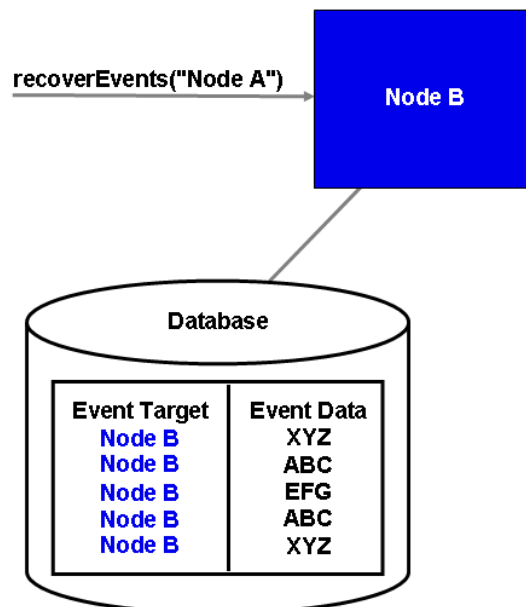 recoverEvents("Node A")
Node B
Database
Event Target Event Data
Node B XYZ
Node B ABC
Node B EFG
Node B ABC
Node B XYZ